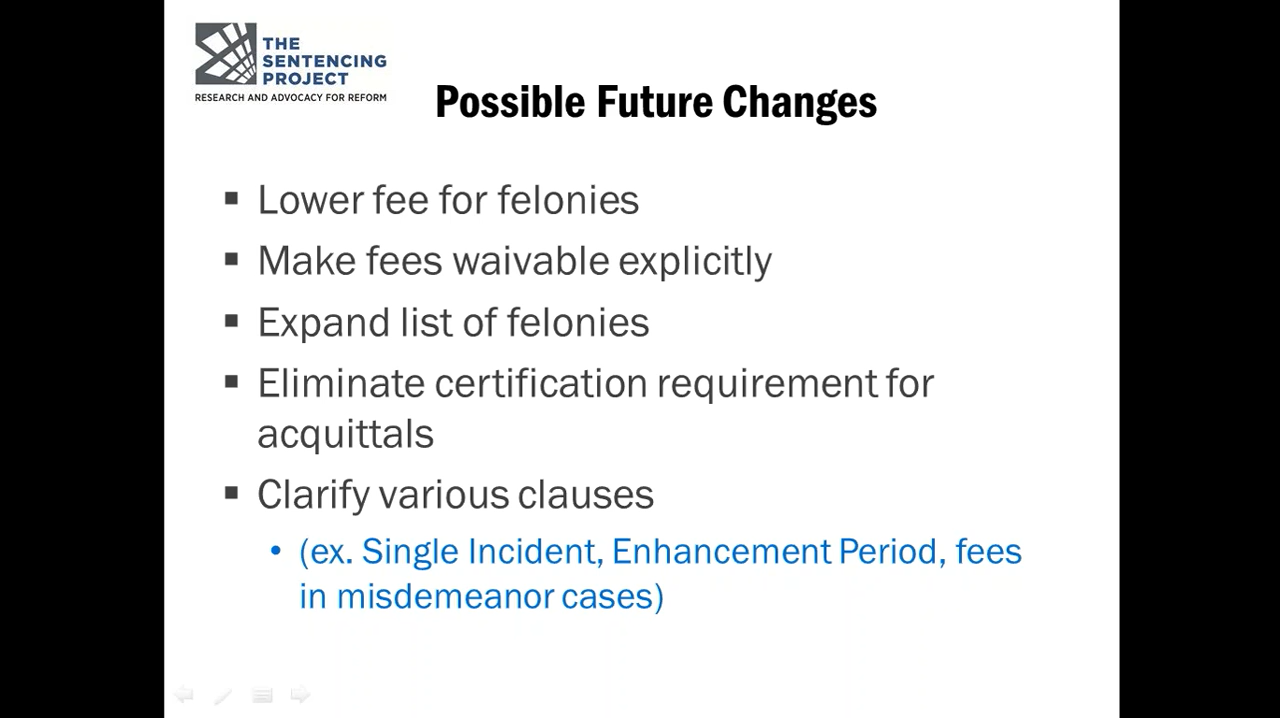 THE
SENTENCING
PROJECT
RESEARCH AND ADVOCACY FOR REFORM
Possible Future Changes
▪ Lower fee for felonies
▪ Make fees waivable explicitly
▪ Expand list of felonies
▪ Eliminate certification requirement for
acquittals
▪ Clarify various clauses
• (ex. Single Incident, Enhancement Period, fees
in misdemeanor cases)